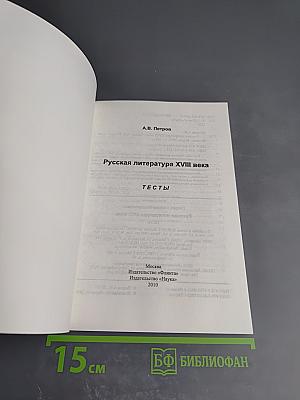 А.В. Петров
Русская литература XVIII века
ТЕСТЫ
Москва
Издательство «Флинта»
Издательство «Наука»
2010
15 см
БФ БИБЛИОФАН